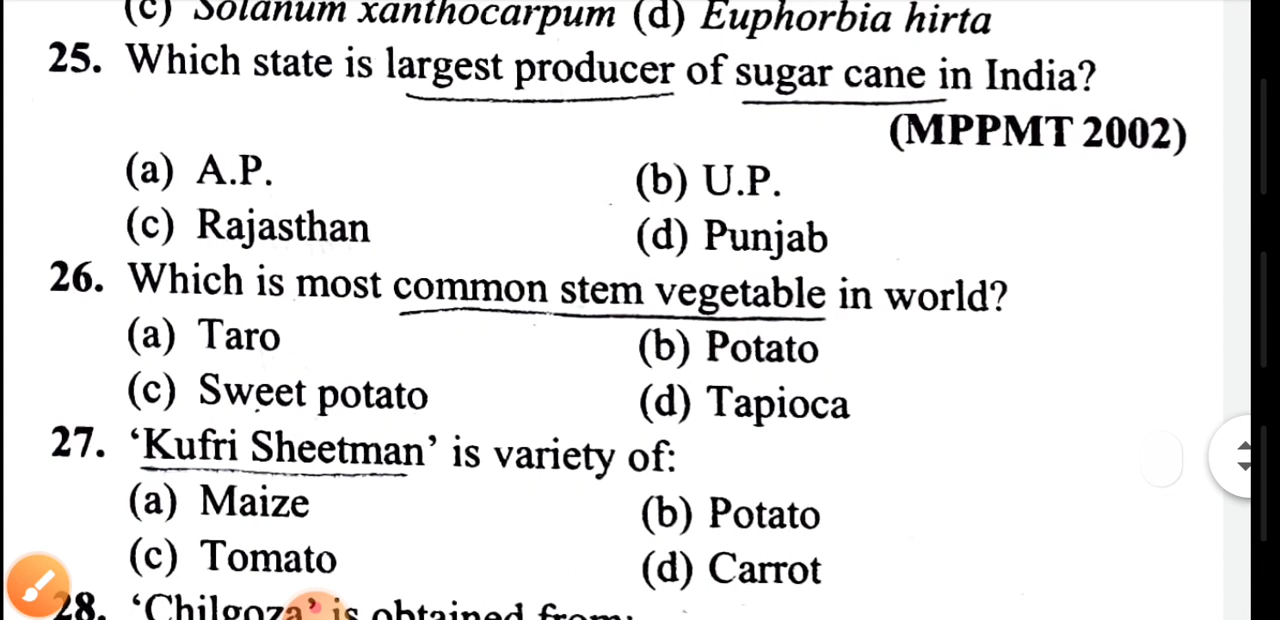 (c) Solanum xanthocarpum (d) Euphorbia hirta
25. Which state is largest producer of sugar cane in India?
(MPPMT 2002)
(a) A.P. (b) U.P.
(c) Rajasthan (d) Punjab
26. Which is most common stem vegetable in world?
(a) Taro (b) Potato
(c) Sweet potato (d) Tapioca
27. ‘Kufri Sheetman’ is variety of:
(a) Maize (b) Potato
(c) Tomato (d) Carrot
28. ‘Chilgoza’ is obtained from: